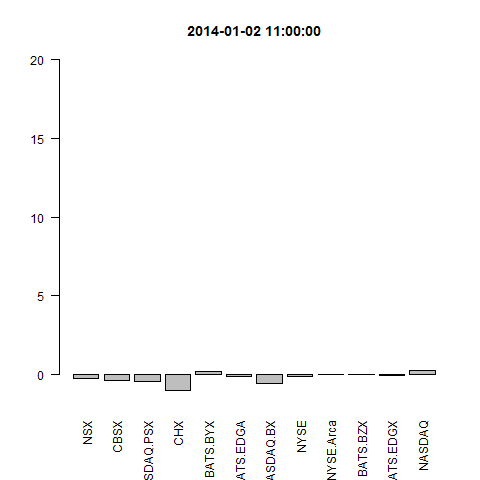 2014-01-02 11:00:00
20
15
10
5
0
NSX
CBSX
SDAQ.PSX
CHX
BATS.BYX
ATS.EDGA
ASDAQ.BX
NYSE
NYSE.Arca
BATS.BZX
ATS.EDGX
NASDAQ